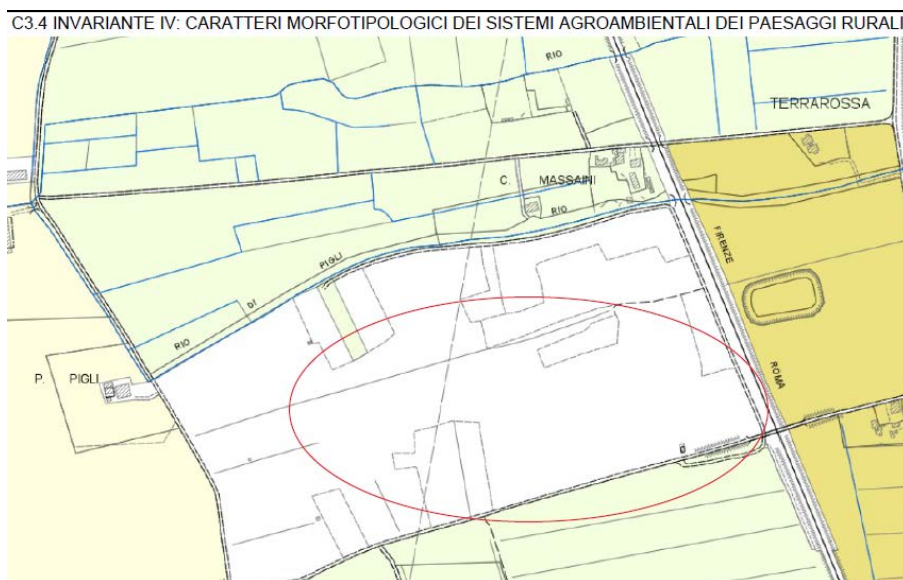 C3.4 INVARIANTE IV: CARATTERI MORFOTIPOLOGICI DEI SISTEMI AGROAMBIENTALI DEI PAESAGGI RURALI
RIO
TERRAROSSA
C. MASSAINI
RIO
FIRENZE
PIGLI
DI
RIO
P. PIGLI
ROMA